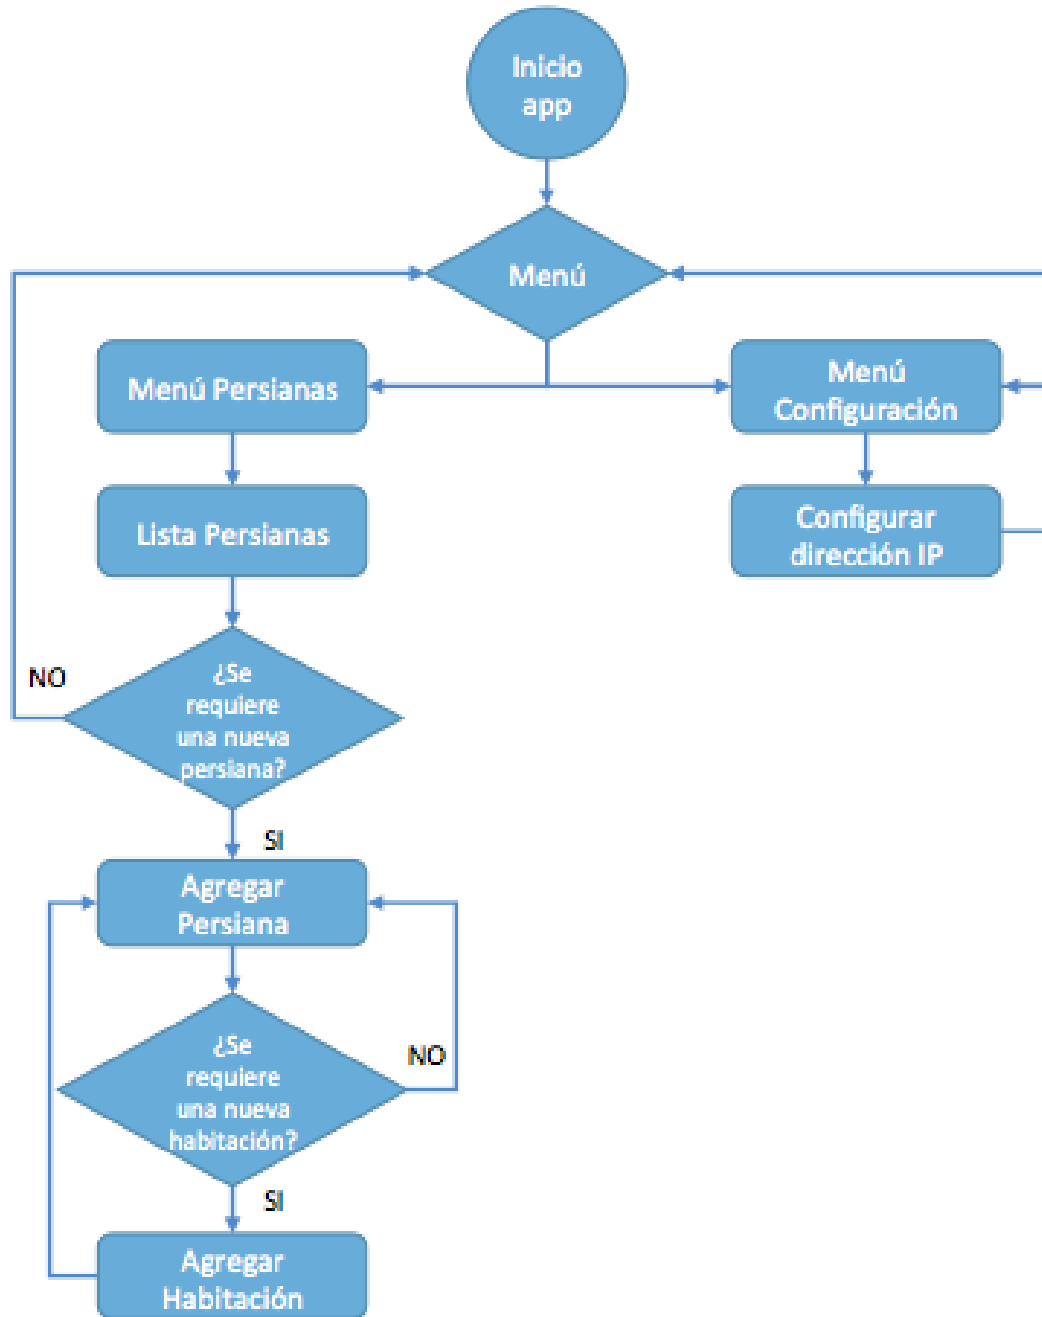 Inicio
app
Menú
Menú Persianas
Menú
Configuración
Lista Persianas
Configurar
dirección IP
NO
¿Se
requiere
una nueva
persiana?
SI
Agregar
Persiana
¿Se
requiere
una nueva
habitación?
NO
SI
Agregar
Habitación